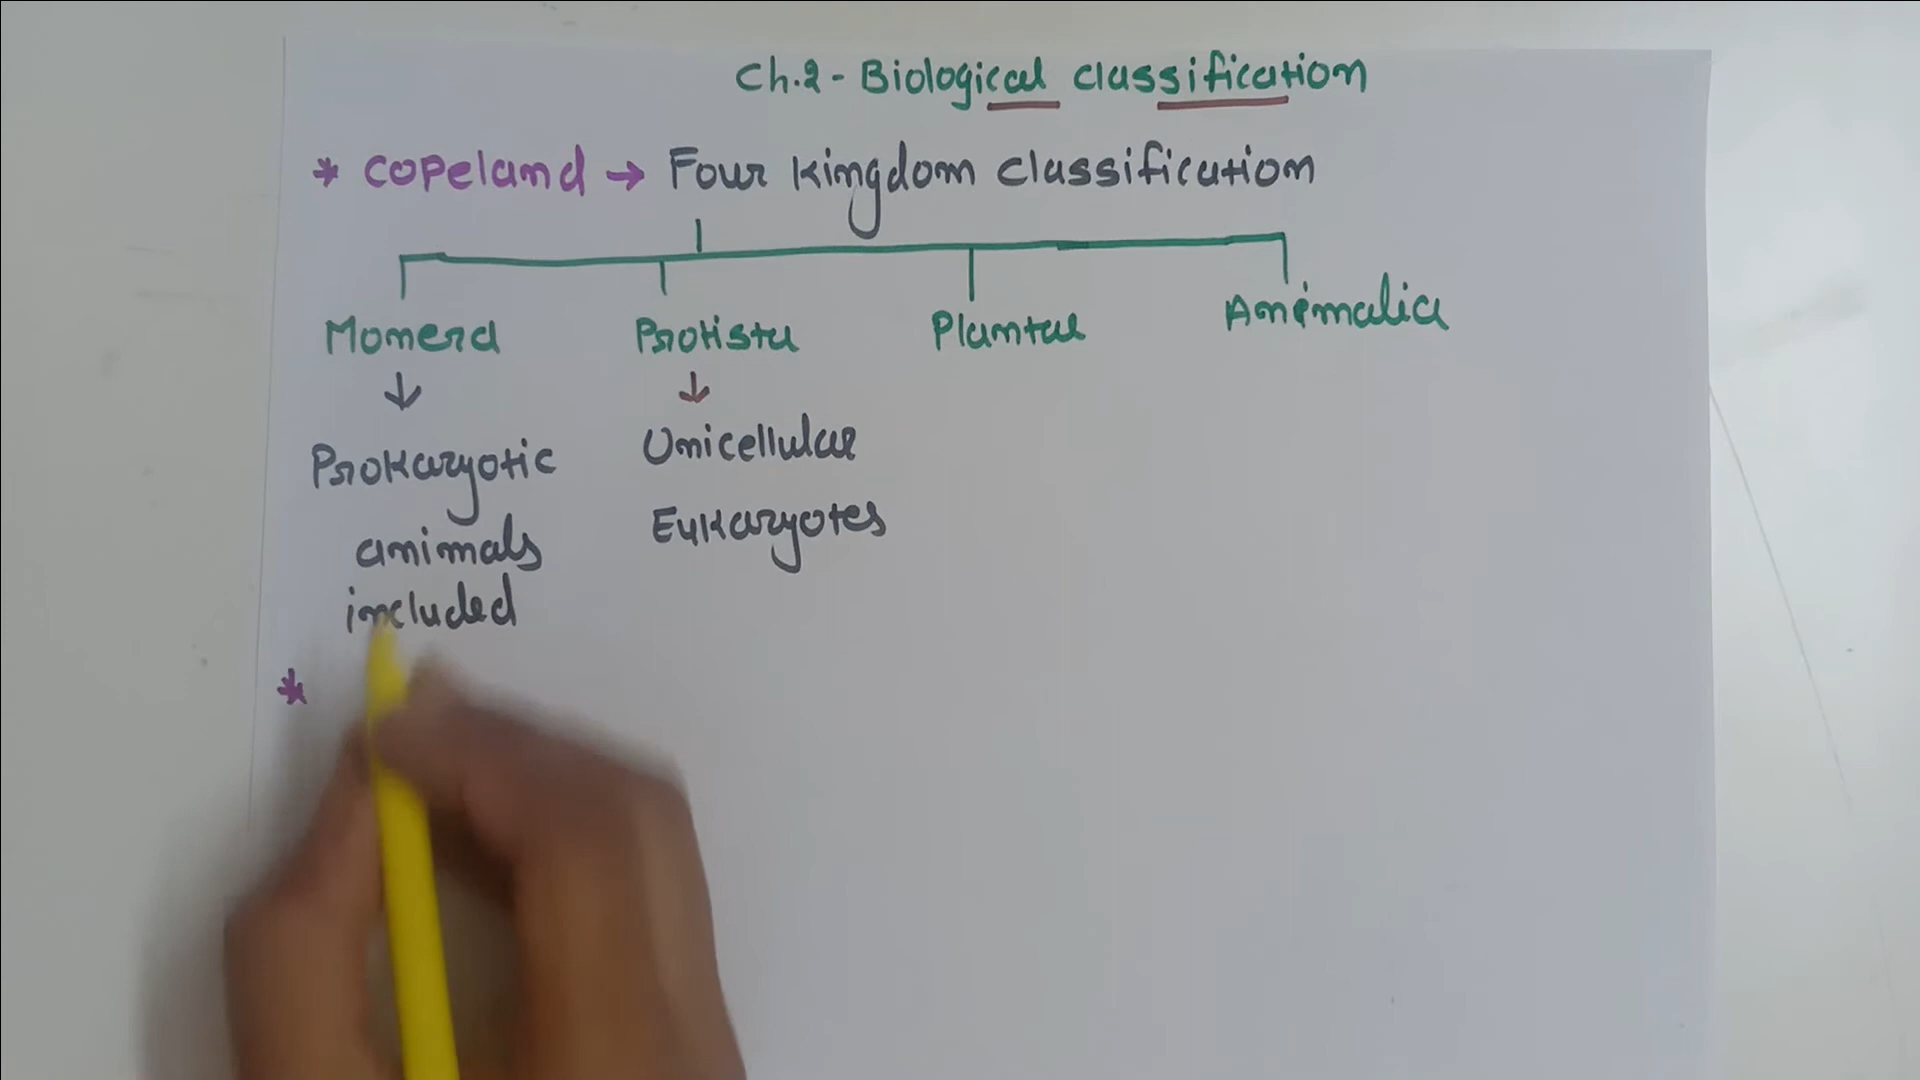 Ch.2 - Biological classification
* Copeland → Four kingdom classification
Monera Protista Plantae Animalia
↓ ↓
Prokaryotic Unicellular
animals Eukaryotes
included
*